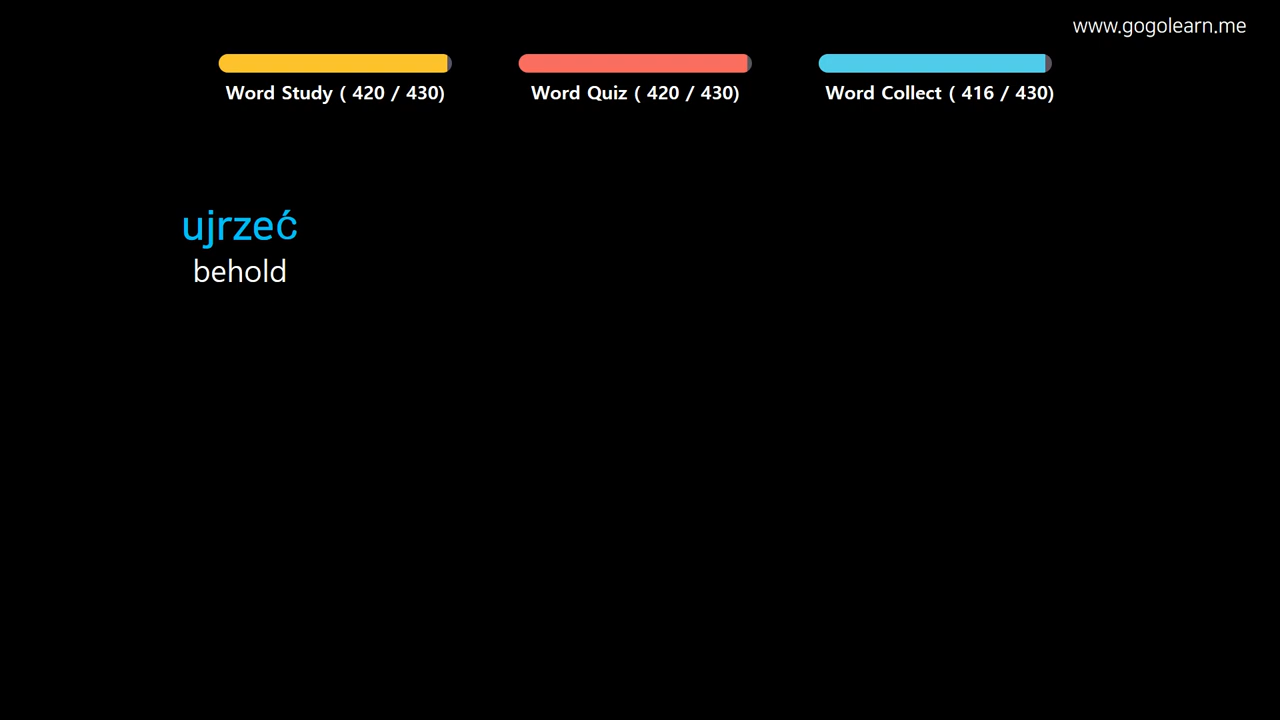 www.gogolearn.me
Word Study ( 420 / 430)
Word Quiz ( 420 / 430)
Word Collect ( 416 / 430)
ujrzeć
behold